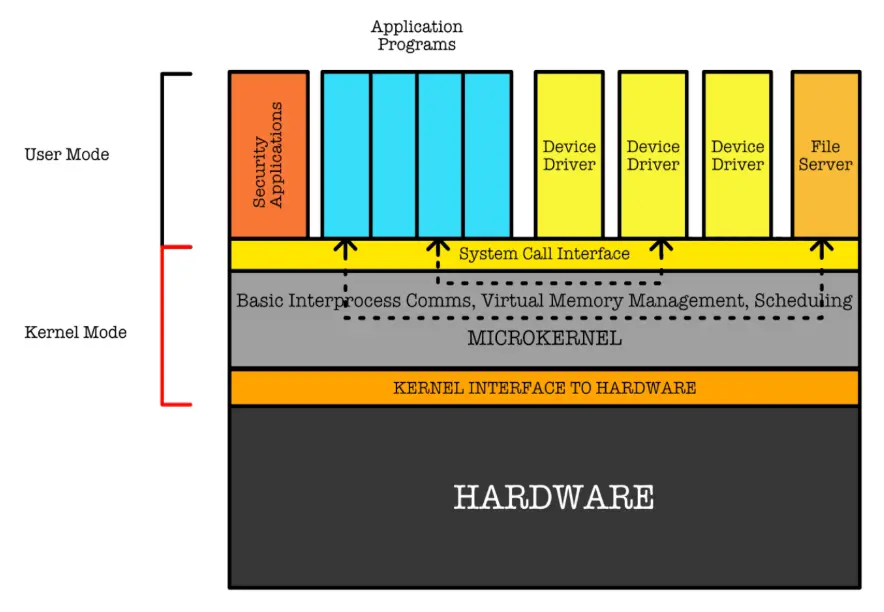 Application
Programs
User Mode
Security
Applications
Device
Driver
Device
Driver
Device
Driver
File
Server
System Call Interface
Kernel Mode
Basic Interprocess Comms, Virtual Memory Management, Scheduling
MICROKERNEL
KERNEL INTERFACE TO HARDWARE
HARDWARE